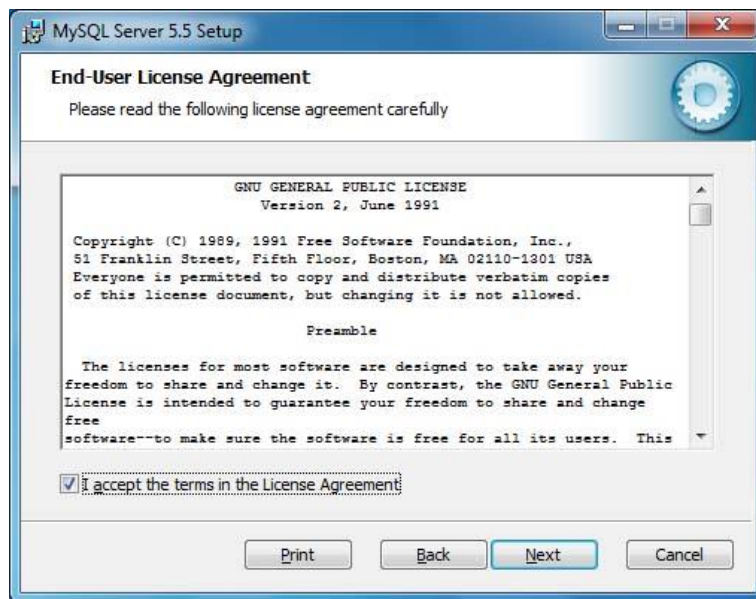 MySQL Server 5.5 Setup
End-User License Agreement
Please read the following license agreement carefully
GNU GENERAL PUBLIC LICENSE
Version 2, June 1991
Copyright (C) 1989, 1991 Free Software Foundation, Inc.,
51 Franklin Street, Fifth Floor, Boston, MA 02110-1301 USA
Everyone is permitted to copy and distribute verbatim copies
of this license document, but changing it is not allowed.
Preamble
The licenses for most software are designed to take away your
freedom to share and change it.  By contrast, the GNU General Public
License is intended to guarantee your freedom to share and change
free
software--to make sure the software is free for all its users.  This
I accept the terms in the License Agreement
Print Back Next Cancel